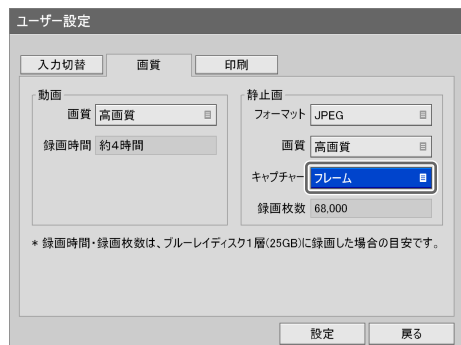 ユーザー設定
入力切替 画質 印刷
動画
画質 高画質
録画時間 約4時間
静止画
フォーマット JPEG
画質 高画質
キャプチャー フレーム
録画枚数 68,000
* 録画時間・録画枚数は、ブルーレイディスク1層(25GB)に録画した場合の目安です。
設定 戻る